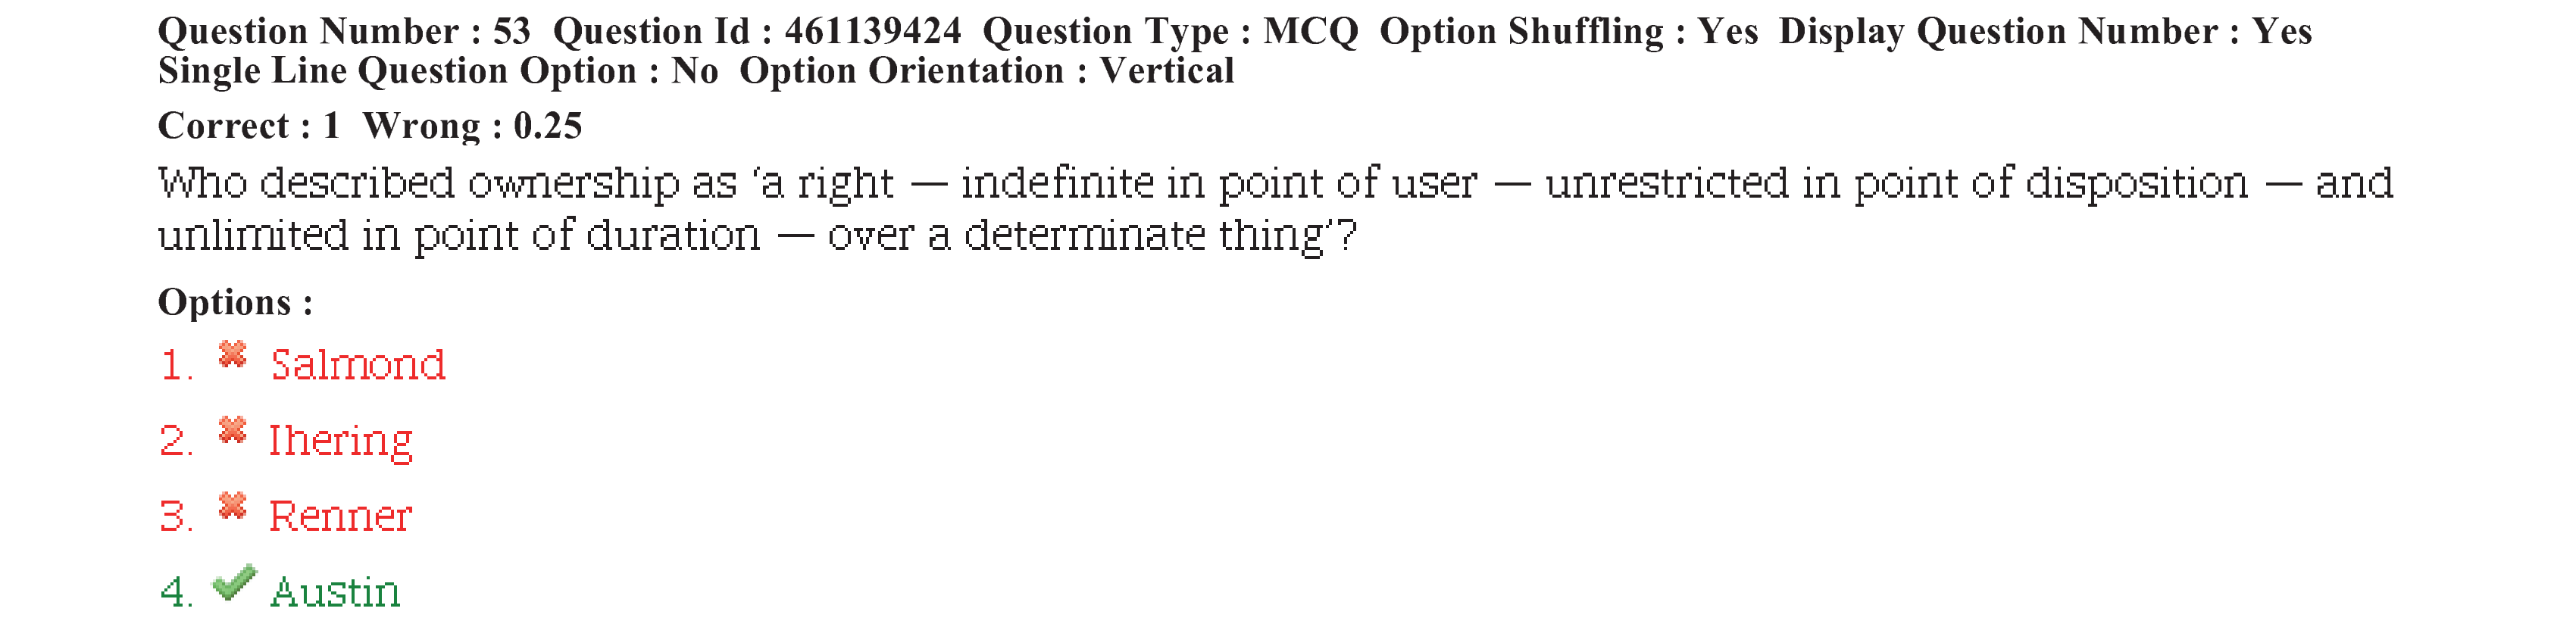 Question Number : 53 Question Id : 461139424 Question Type : MCQ Option Shuffling : Yes Display Question Number : Yes
Single Line Question Option : No Option Orientation : Vertical
Correct : 1 Wrong : 0.25
Who described ownership as ‘a right — indefinite in point of user — unrestricted in point of disposition — and
unlimited in point of duration — over a determinate thing’?
Options :
1. Salmond
2. Ihering
3. Renner
4. Austin